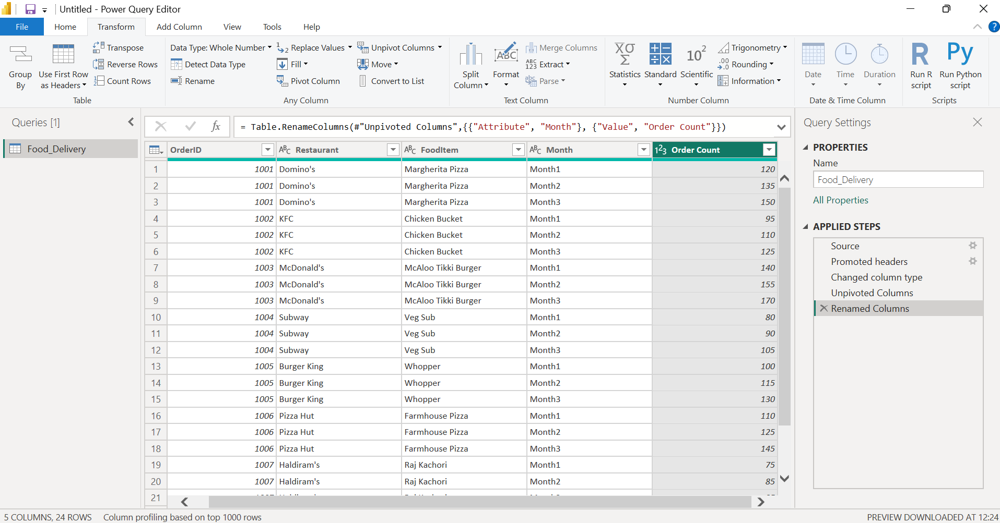 Untitled - Power Query Editor
File Home Transform Add Column View Tools Help
Group By
Use First Row as Headers
Transpose
Reverse Rows
Count Rows
Table
Data Type: Whole Number
Detect Data Type
Rename
Replace Values
Fill
Pivot Column
Unpivot Columns
Move
Convert to List
Any Column
Split Column
Format
Merge Columns
Extract
Parse
Text Column
Statistics
Standard
Scientific
Trigonometry
Rounding
Information
Number Column
Date
Time
Duration
Date & Time Column
Run R script
Run Python script
Scripts
Queries [1]
Food_Delivery
= Table.RenameColumns(#"Unpivoted Columns",{{"Attribute", "Month"}, {"Value", "Order Count"}})
OrderID Restaurant FoodItem Month Order Count
1 1001 Domino's Margherita Pizza Month1 120
2 1001 Domino's Margherita Pizza Month2 135
3 1001 Domino's Margherita Pizza Month3 150
4 1002 KFC Chicken Bucket Month1 95
5 1002 KFC Chicken Bucket Month2 110
6 1002 KFC Chicken Bucket Month3 125
7 1003 McDonald's McAloo Tikki Burger Month1 140
8 1003 McDonald's McAloo Tikki Burger Month2 155
9 1003 McDonald's McAloo Tikki Burger Month3 170
10 1004 Subway Veg Sub Month1 80
11 1004 Subway Veg Sub Month2 90
12 1004 Subway Veg Sub Month3 105
13 1005 Burger King Whopper Month1 100
14 1005 Burger King Whopper Month2 115
15 1005 Burger King Whopper Month3 130
16 1006 Pizza Hut Farmhouse Pizza Month1 110
17 1006 Pizza Hut Farmhouse Pizza Month2 125
18 1006 Pizza Hut Farmhouse Pizza Month3 145
19 1007 Haldiram's Raj Kachori Month1 75
20 1007 Haldiram's Raj Kachori Month2 85
21
Query Settings
PROPERTIES
Name
Food_Delivery
All Properties
APPLIED STEPS
Source
Promoted headers
Changed column type
Unpivoted Columns
Renamed Columns
5 COLUMNS, 24 ROWS Column profiling based on top 1000 rows
PREVIEW DOWNLOADED AT 12:24